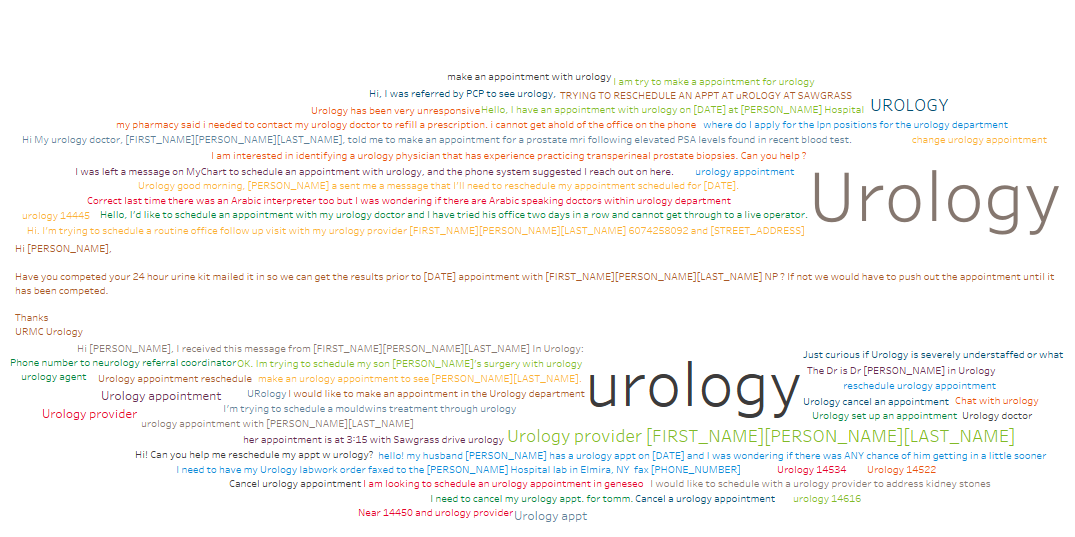 make an appointment with urology
I am try to make a appointment for urology
Hi, I was referred by PCP to see urology.
TRYING TO RESCHEDULE AN APPT AT uROLOGY AT SAWGRASS
UROLOGY
Urology has been very unresponsive
Hello, I have an appointment with urology on [DATE] at [PERSON_NAME] Hospital
my pharmacy said i needed to contact my urology doctor to refill a prescription. i cannot get ahold of the office on the phone
where do I apply for the lpn positions for the urology department
Hi My urology doctor, [FIRST_NAME][PERSON_NAME][LAST_NAME], told me to make an appointment for a prostate mri following elevated PSA levels found in recent blood test.
change urology appointment
I am interested in identifying a urology physician that has experience practicing transperineal prostate biopsies. Can you help ?
I was left a message on MyChart to schedule an appointment with urology, and the phone system suggested I reach out on here.
urology appointment
Urology good morning. [PERSON_NAME] a sent me a message that I'll need to reschedule my appointment scheduled for [DATE].
Urology
Correct last time there was an Arabic interpreter too but I was wondering if there are Arabic speaking doctors within urology department
urology 14445
Hello, I'd like to schedule an appointment with my urology doctor and I have tried his office two days in a row and cannot get through to a live operator.
Hi. I'm trying to schedule a routine office follow up visit with my urology provider [FIRST_NAME][PERSON_NAME][LAST_NAME] 6074258092 and [STREET_ADDRESS]
Hi [PERSON_NAME],
Have you competed your 24 hour urine kit mailed it in so we can get the results prior to [DATE] appointment with [FIRST_NAME][PERSON_NAME][LAST_NAME] NP ? If not we would have to push out the appointment until it
has been competed.
Thanks
URMC Urology
Hi [PERSON_NAME], I received this message from [FIRST_NAME][PERSON_NAME][LAST_NAME] In Urology:
Just curious if Urology is severely understaffed or what
Phone number to neurology referral coordinator
OK. Im trying to schedule my son [PERSON_NAME]'s surgery with urology
The Dr is Dr [PERSON_NAME] in Urology
urology agent
Urology appointment reschedule
make an urology appointment to see [PERSON_NAME][LAST_NAME].
urology
reschedule urology appointment
Urology appointment
URology
I would like to make an appointment in the Urology department
Urology cancel an appointment
Chat with urology
Urology provider
I'm trying to schedule a mouldwins treatment through urology
Urology set up an appointment
Urology doctor
urology appointment with [PERSON_NAME][LAST_NAME]
her appointment is at 3:15 with Sawgrass drive urology
Urology provider [FIRST_NAME][PERSON_NAME][LAST_NAME]
Hi! Can you help me reschedule my appt w urology?
hello! my husband [PERSON_NAME] has a urology appt on [DATE] and I was wondering if there was ANY chance of him getting in a little sooner
I need to have my Urology labwork order faxed to the [PERSON_NAME] Hospital lab in Elmira, NY  fax [PHONE_NUMBER]
Urology 14534
Urology 14522
Cancel urology appointment
I am looking to schedule an urology appointment in geneseo
I would like to schedule with a urology provider to address kidney stones
I need to cancel my urology appt. for tomm.
Cancel a urology appointment
urology 14616
Near 14450 and urology provider
Urology appt